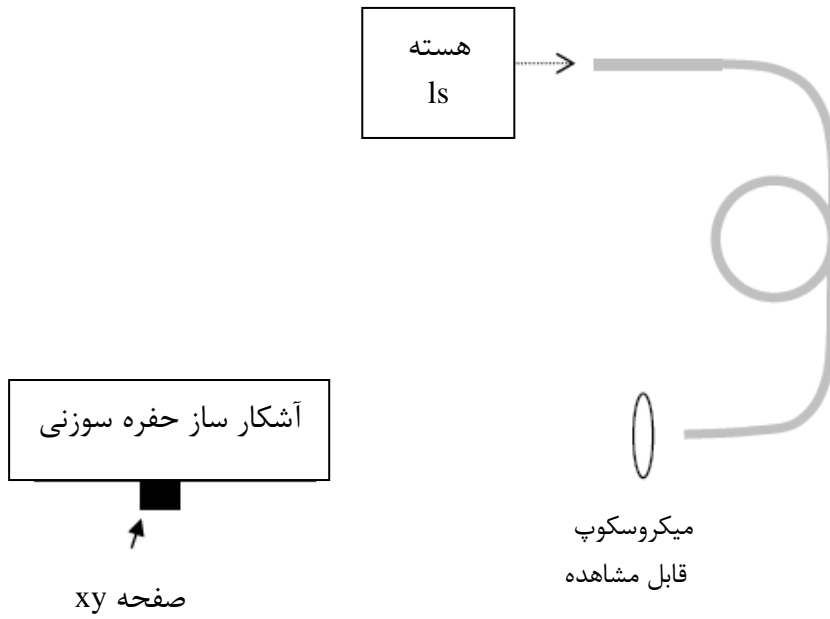 هسته
ls
آشکار ساز حفره سوزنی
میکروسکوپ
قابل مشاهده
صفحه xy